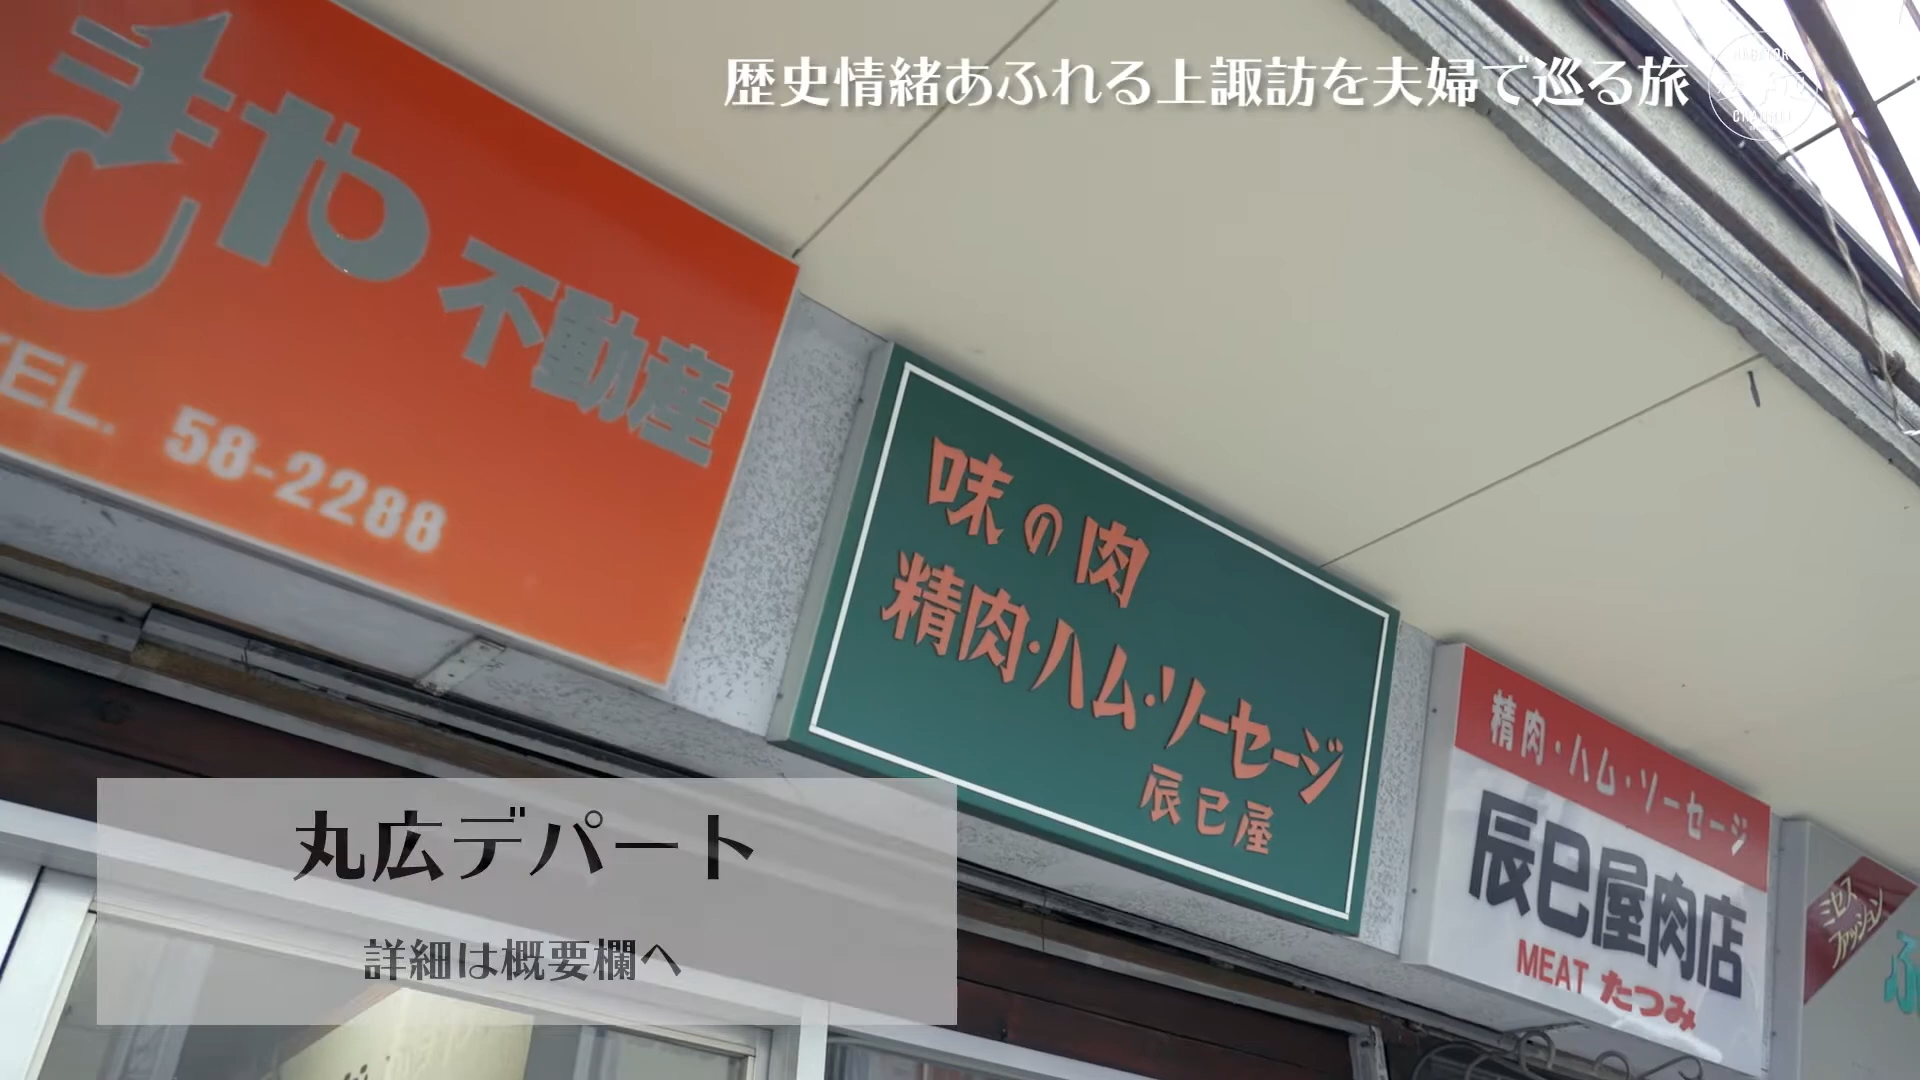 歴史情緒あふれる上諏訪を夫婦で巡る旅
きや不動産
TEL. 58-2288
味の肉
精肉・ハム・ソーセージ
辰巳屋
精肉・ハム・ソーセージ
辰巳屋肉店
MEAT たつみ
ミセス
ファッション
ふ
丸広デパート
詳細は概要欄へ